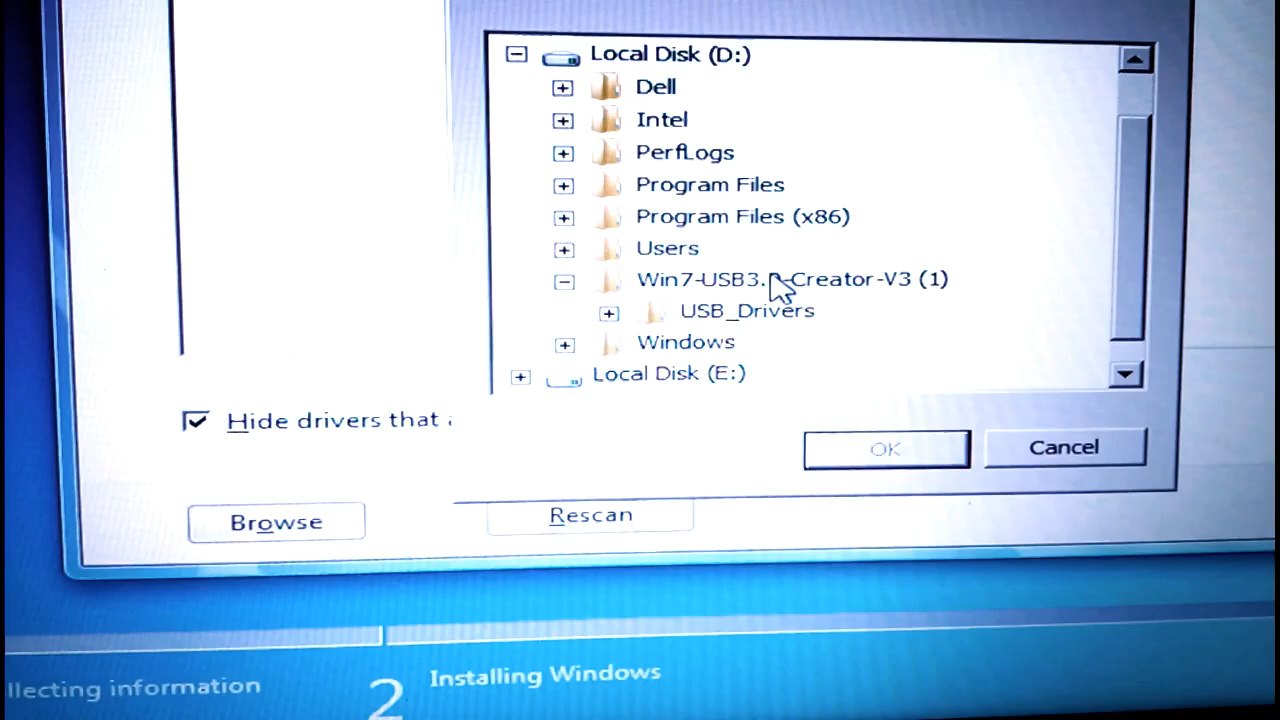 Local Disk (D:)
Dell
Intel
PerfLogs
Program Files
Program Files (x86)
Users
Win7-USB3. -Creator-V3 (1)
USB_Drivers
Windows
Local Disk (E:)
Hide drivers that
OK
Cancel
Browse
Rescan
llecting information
2
Installing Windows